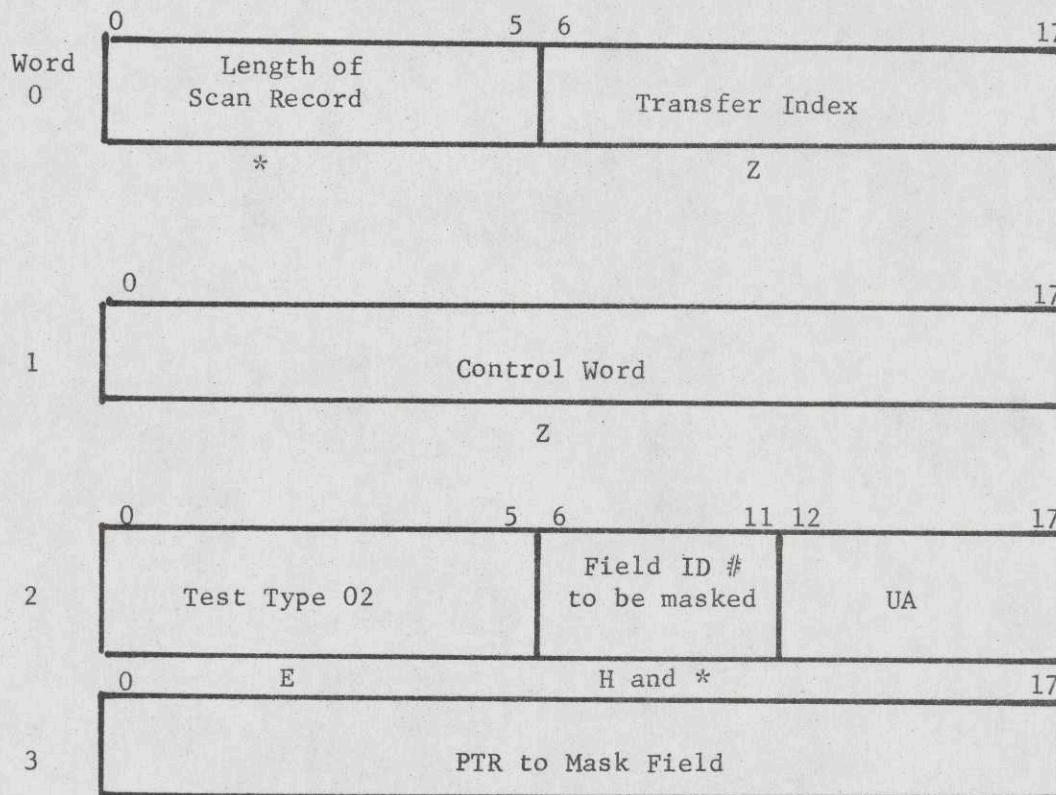 0 5 6 17
Word
0
Length of
Scan Record
Transfer Index
* Z
0 17
1
Control Word
Z
0 5 6 11 12 17
2
Test Type 02
Field ID #
to be masked
UA
E H and *
0 17
3
PTR to Mask Field